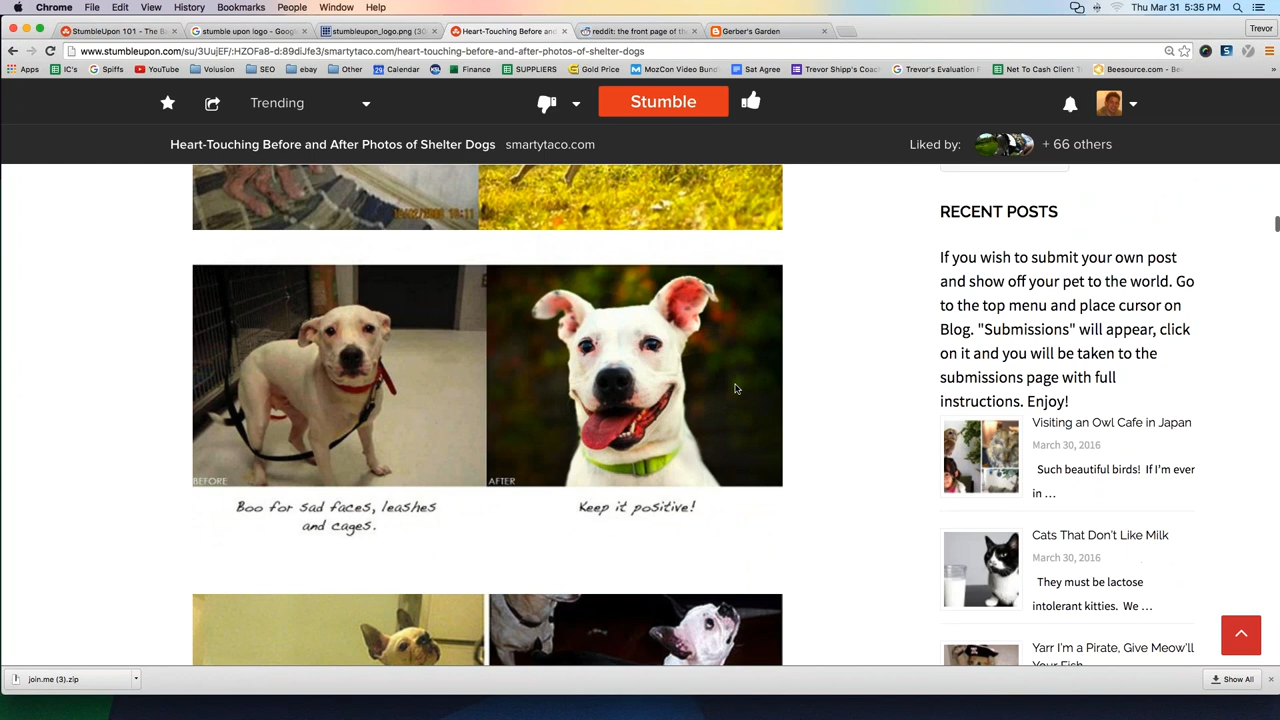 Chrome File Edit View History Bookmarks People Window Help Thu Mar 31 5:35 PM
StumbleUpon 101 - The B stumble upon logo - Goog stumbleupon_logo.png (30 Heart-Touching Before and reddit: the front page of th Gerber's Garden Trevor
www.stumbleupon.com/su/3UujEF/:HZOFa8-d:89diJfe3/smartytaco.com/heart-touching-before-and-after-photos-of-shelter-dogs
Apps IC's Spiffs YouTube Volusion SEO ebay Other Calendar Finance SUPPLIERS Gold Price MozCon Video Bund Sat Agree Trevor Shipp's Coac Trevor's Evaluation F Net To Cash Client T Beesource.com - Be
Trending Stumble
Heart-Touching Before and After Photos of Shelter Dogs smartytaco.com Liked by: + 66 others
RECENT POSTS
If you wish to submit your own post
and show off your pet to the world. Go
to the top menu and place cursor on
Blog. "Submissions" will appear, click
on it and you will be taken to the
submissions page with full
instructions. Enjoy!
BEFORE AFTER
Boo for sad faces, leashes
and cages.
Keep it positive!
Visiting an Owl Cafe in Japan
March 30, 2016
Such beautiful birds! If I'm ever
in …
Cats That Don't Like Milk
March 30, 2016
They must be lactose
intolerant kitties. We …
Yarr I'm a Pirate, Give Meow'll
Your Fish
join.me (3).zip Show All